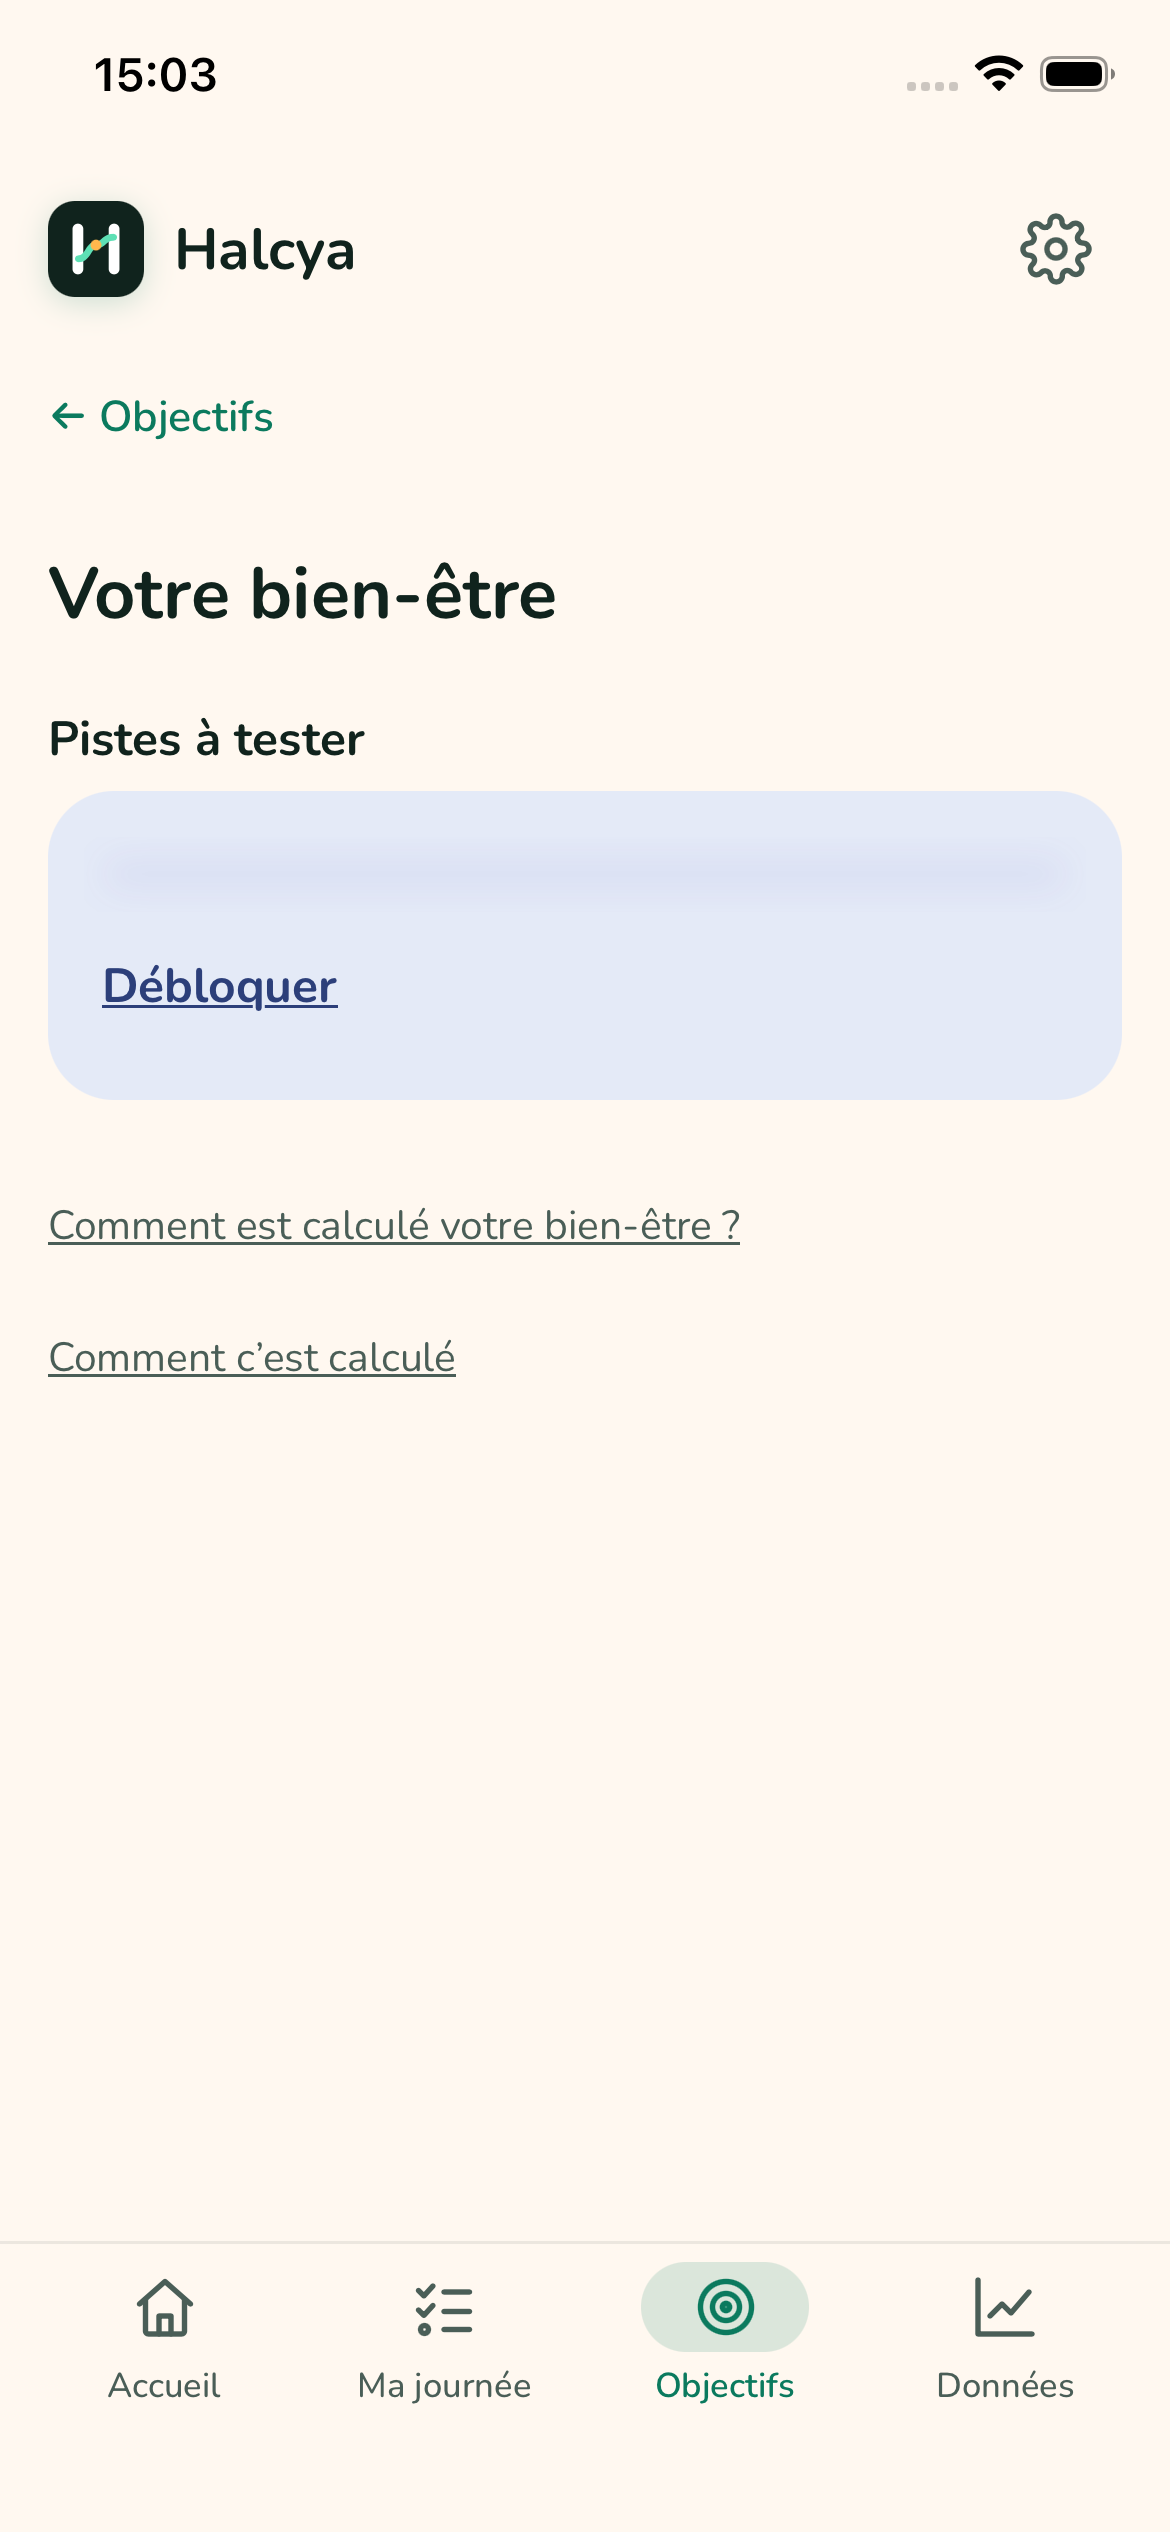 15:03
Halcya
← Objectifs
Votre bien-être
Pistes à tester
Débloquer
Comment est calculé votre bien-être ?
Comment c’est calculé
Accueil
Ma journée
Objectifs
Données